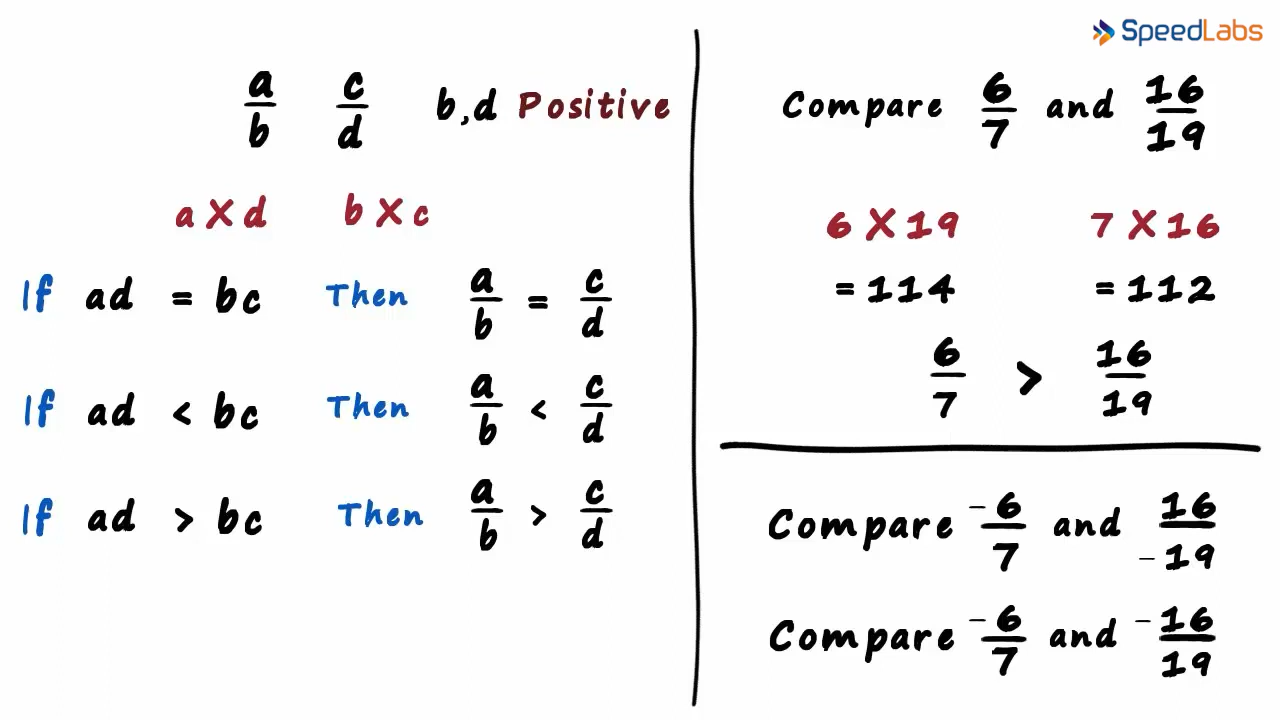 SpeedLabs
a/b c/d b,d Positive
a X d b X c
If ad = bc Then a/b = c/d
If ad < bc Then a/b < c/d
If ad > bc Then a/b > c/d
Compare 6/7 and 16/19
6 X 19 7 X 16
= 114 = 112
6/7 > 16/19
Compare -6/7 and 16/-19
Compare -6/7 and -16/19